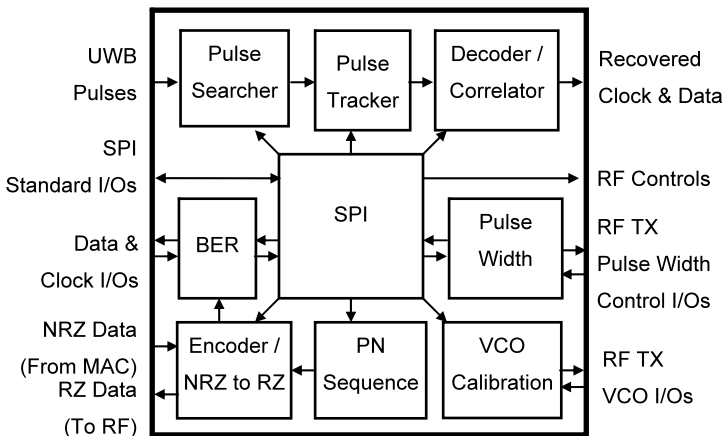 UWB
Pulses
SPI
Standard I/Os
Data &
Clock I/Os
NRZ Data
(From MAC)
RZ Data
(To RF)
Pulse
Searcher
Pulse
Tracker
Decoder /
Correlator
SPI
BER
Pulse
Width
Encoder /
NRZ to RZ
PN
Sequence
VCO
Calibration
Recovered
Clock & Data
RF Controls
RF TX
Pulse Width
Control I/Os
RF TX
VCO I/Os